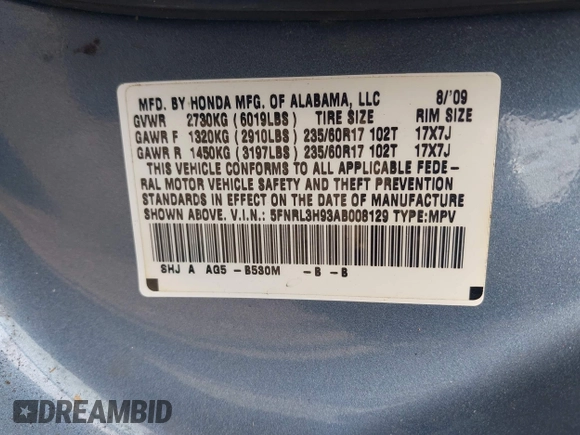 MFD. BY HONDA MFG. OF ALABAMA, LLC 8/'09
GVWR 2730KG (6019LBS) TIRE SIZE RIM SIZE
GAWR F 1320KG (2910LBS) 235/60R17 102T 17X7J
GAWR R 1450KG (3197LBS) 235/60R17 102T 17X7J
THIS VEHICLE CONFORMS TO ALL APPLICABLE FEDE-
RAL MOTOR VEHICLE SAFETY AND THEFT PREVENTION
STANDARDS IN EFFECT ON THE DATE OF MANUFACTURE
SHOWN ABOVE. V.I.N.: 5FNRL3H93AB008129 TYPE:MPV
SHJ A AG5 -B530M -B -B
DREAMBID